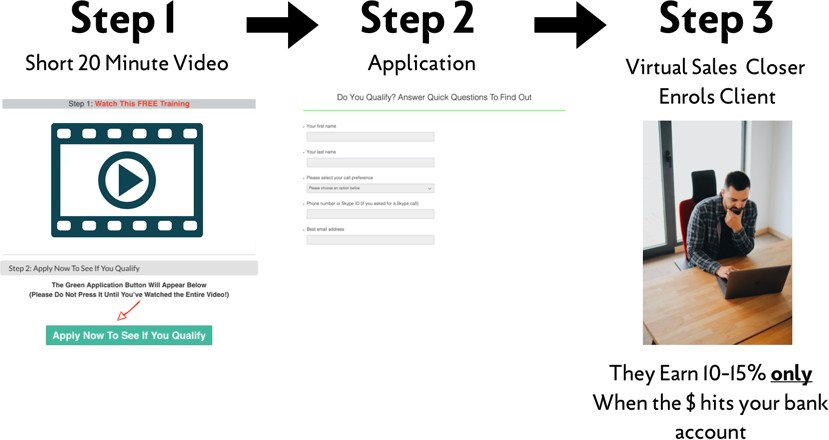 Step 1
Short 20 Minute Video
Step 1: Watch This FREE Training
Step 2: Apply Now To See If You Qualify
The Green Application Button Will Appear Below
(Please Do Not Press It Until You've Watched the Entire Video!)
Apply Now To See If You Qualify
Step 2
Application
Do You Qualify? Answer Quick Questions To Find Out
Your first name
Your last name
Please select your call preference
Please choose an option below
Phone number or Skype ID (if you asked for a Skype call)
Best email address
Step 3
Virtual Sales Closer
Enrols Client
They Earn 10-15% only
When the $ hits your bank
account